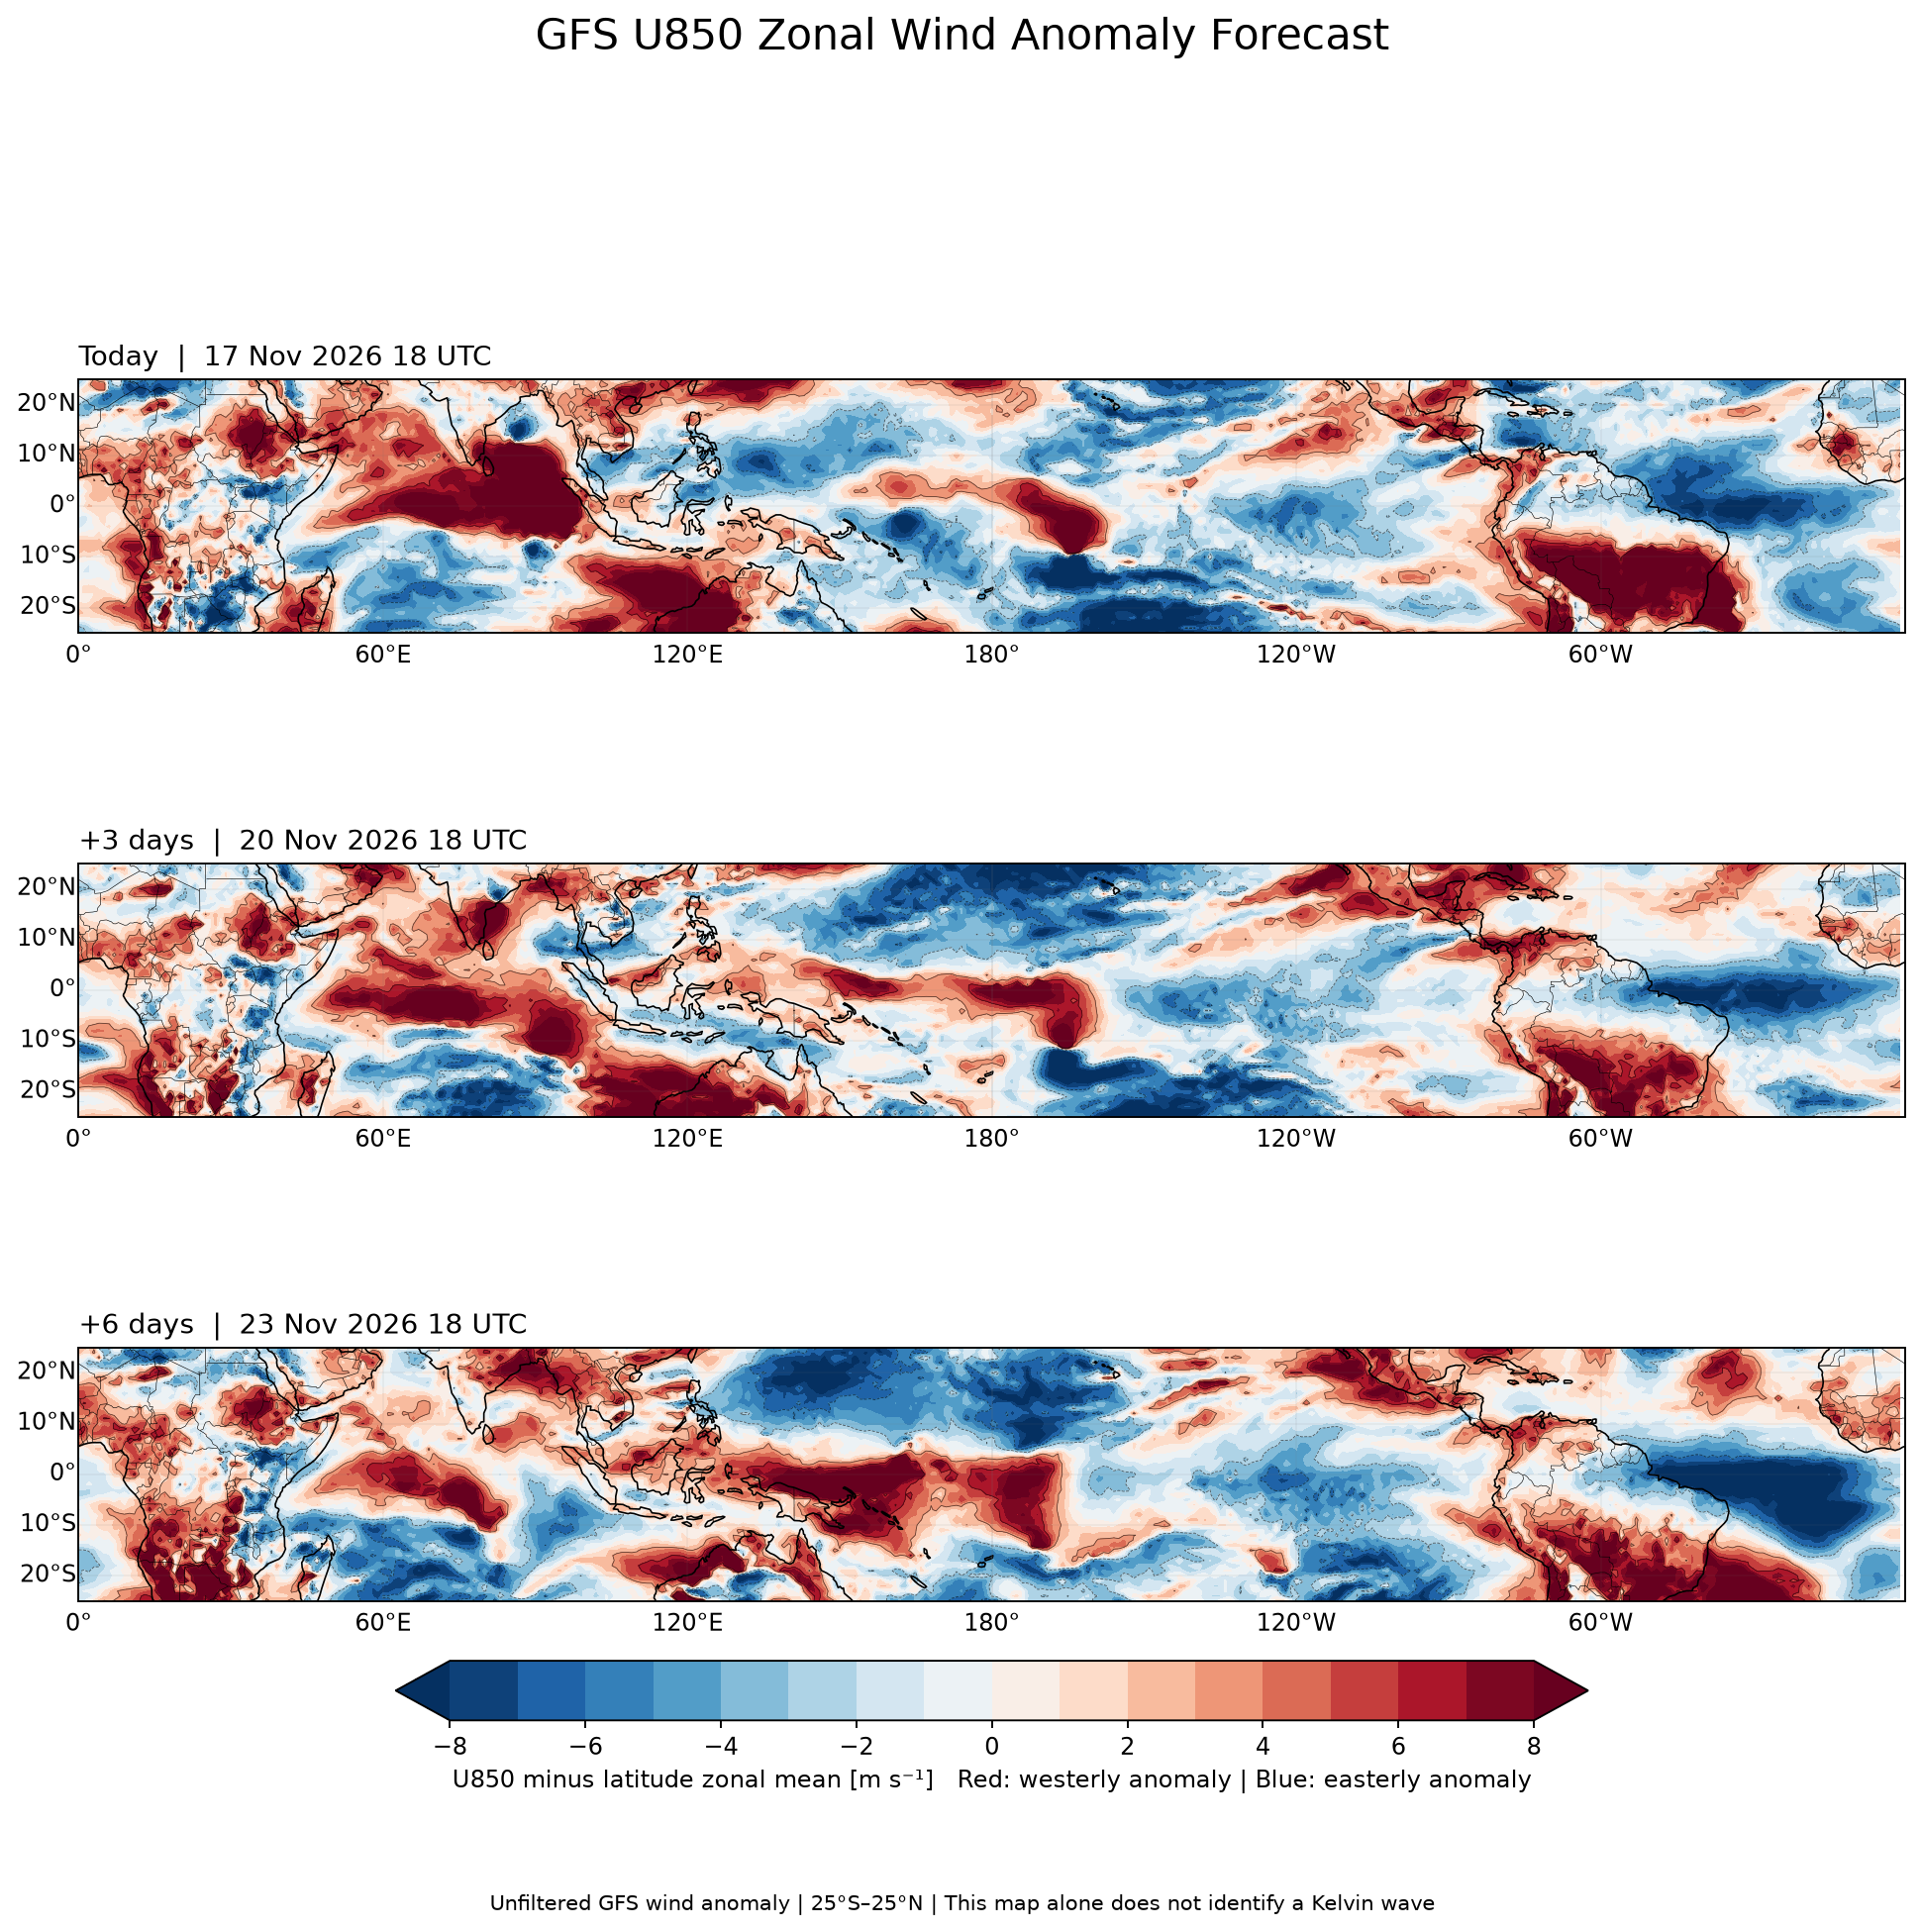 GFS U850 Zonal Wind Anomaly Forecast
Today | 17 Nov 2026 18 UTC
20°N
10°N
0°
10°S
20°S
0° 60°E 120°E 180° 120°W 60°W
+3 days | 20 Nov 2026 18 UTC
20°N
10°N
0°
10°S
20°S
0° 60°E 120°E 180° 120°W 60°W
+6 days | 23 Nov 2026 18 UTC
20°N
10°N
0°
10°S
20°S
0° 60°E 120°E 180° 120°W 60°W
−8 −6 −4 −2 0 2 4 6 8
U850 minus latitude zonal mean [m s⁻¹] Red: westerly anomaly | Blue: easterly anomaly
Unfiltered GFS wind anomaly | 25°S–25°N | This map alone does not identify a Kelvin wave